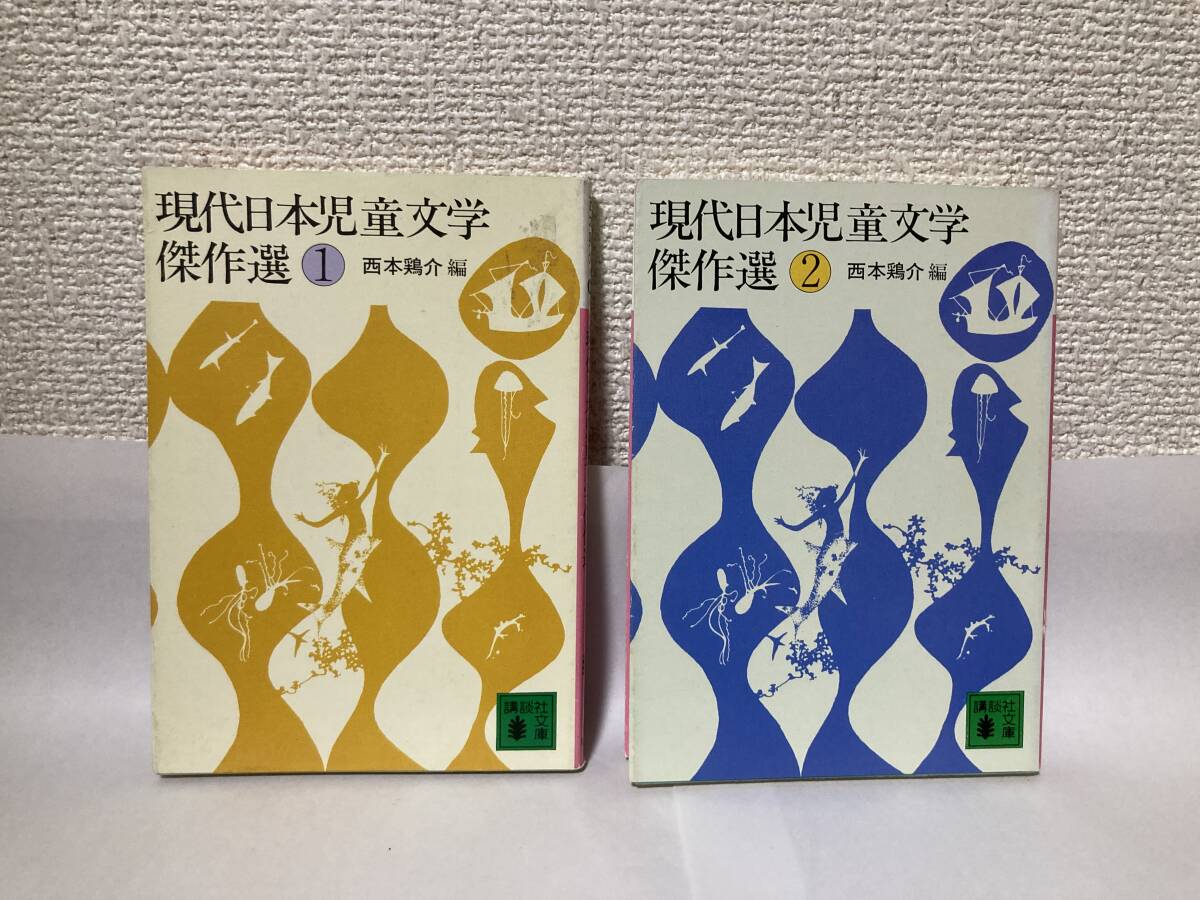 現代日本児童文学
傑作選 1 西本鶏介 編
講談社
文庫
現代日本児童文学
傑作選 2 西本鶏介 編
講談社
文庫